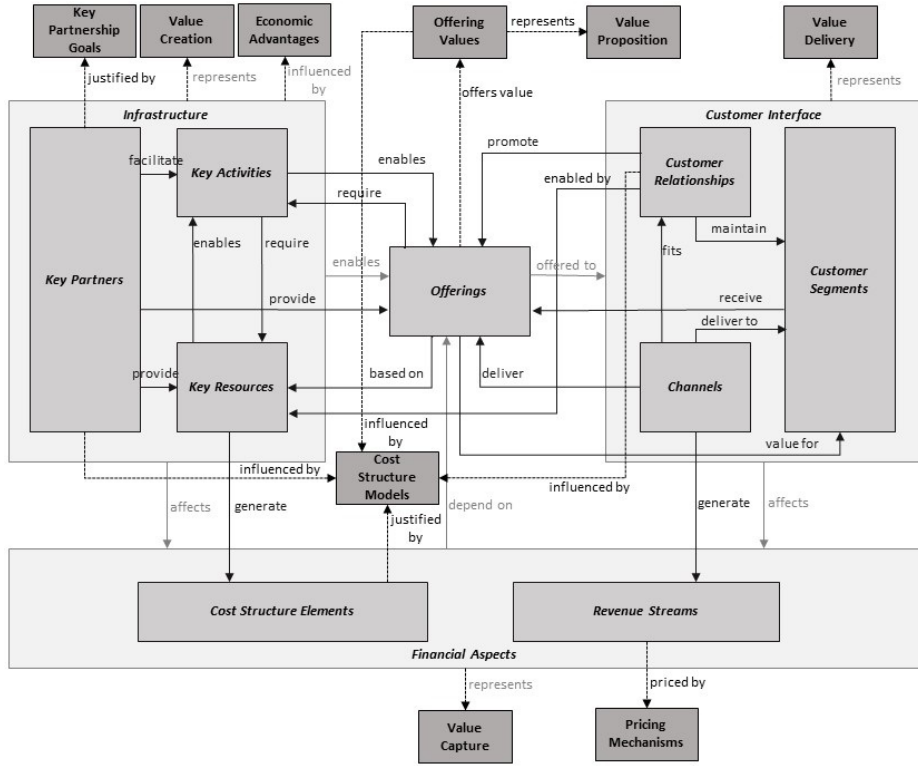 Key
Partnership
Goals
Value
Creation
Economic
Advantages
Offering
Values
represents
Value
Proposition
Value
Delivery
justified by
represents
influenced
by
offers value
represents
Infrastructure
Customer Interface
facilitate
Key Activities
enables
promote
Customer
Relationships
enabled by
require
enables
require
maintain
fits
Key Partners
enables
Offerings
offered to
Customer
Segments
provide
receive
deliver to
provide
Key Resources
based on
deliver
Channels
influenced
by
value for
influenced by
Cost
Structure
Models
influenced by
affects
generate
justified
by
depend on
generate
affects
Cost Structure Elements
Revenue Streams
Financial Aspects
represents
priced by
Value
Capture
Pricing
Mechanisms